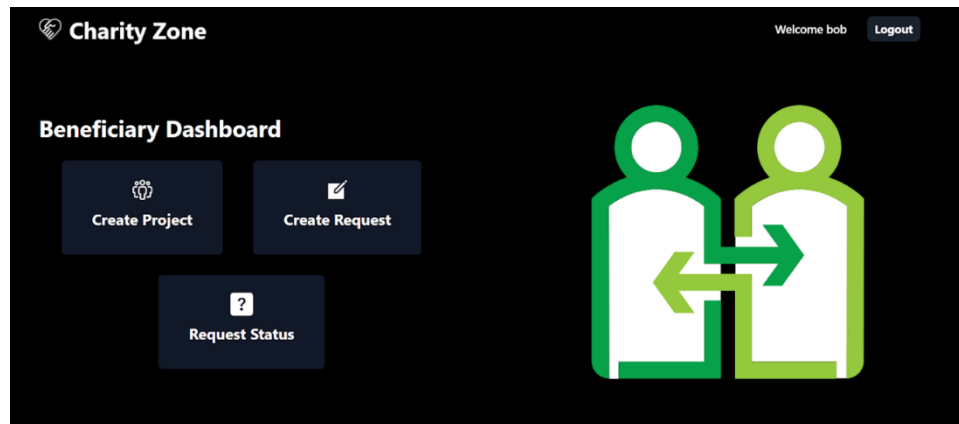 Charity Zone
Welcome bob
Logout
Beneficiary Dashboard
Create Project
Create Request
?
Request Status